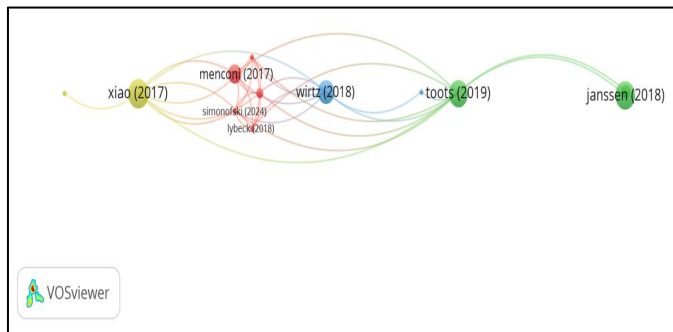 menconi (2017)
xiao (2017)
wirtz (2018)
toots (2019)
janssen (2018)
simonofski (2024)
lybeck (2018)
VOSviewer